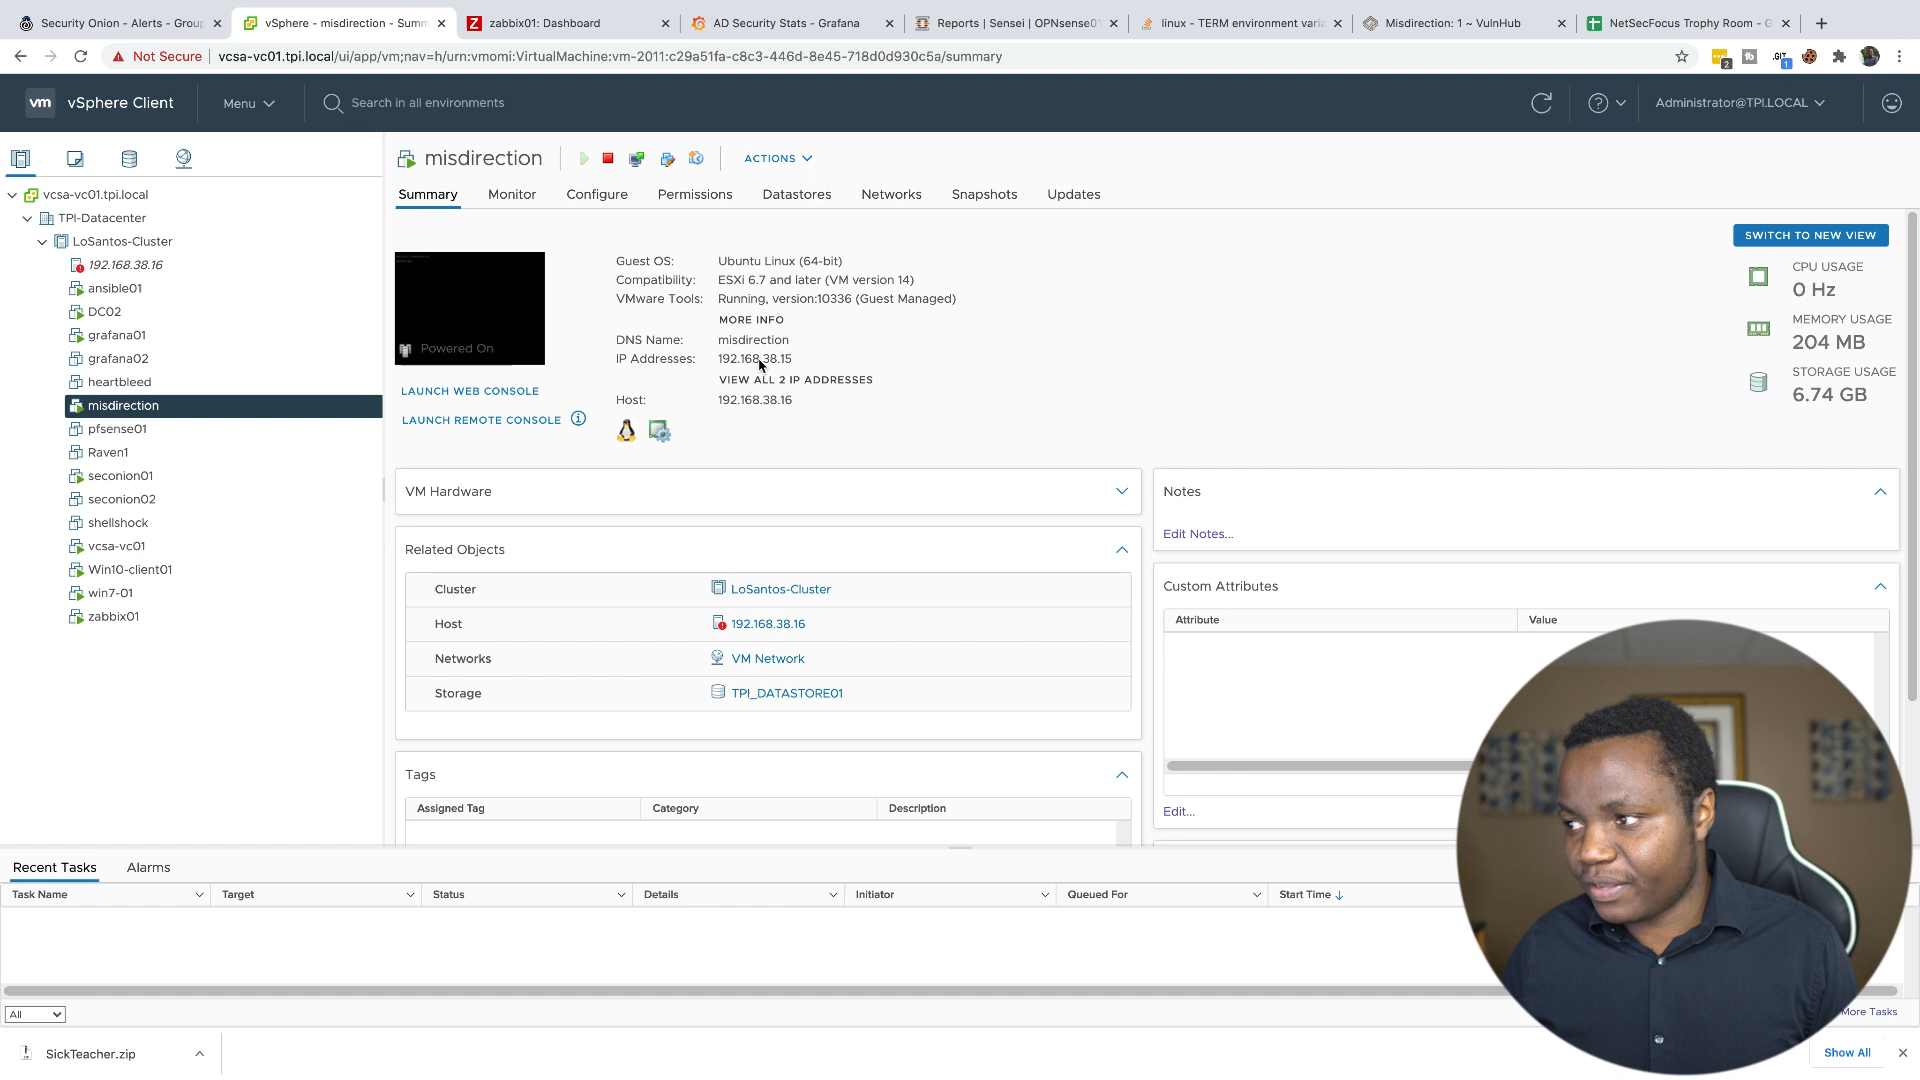 Security Onion - Alerts - Group
vSphere - misdirection - Summ
zabbix01: Dashboard
AD Security Stats - Grafana
Reports | Sensei | OPNsense01
linux - TERM environment varia
Misdirection: 1 ~ VulnHub
NetSecFocus Trophy Room - G
Not Secure
vcsa-vc01.tpi.local/ui/app/vm;nav=h/urn:vmomi:VirtualMachine:vm-2011:c29a51fa-c8c3-446d-8e45-718d0d930c5a/summary
2
1
vm
vSphere Client
Menu
Search in all environments
Administrator@TPI.LOCAL
misdirection
ACTIONS
Summary
Monitor
Configure
Permissions
Datastores
Networks
Snapshots
Updates
vcsa-vc01.tpi.local
TPI-Datacenter
LoSantos-Cluster
192.168.38.16
ansible01
DC02
grafana01
grafana02
heartbleed
misdirection
pfsense01
Raven1
seconion01
seconion02
shellshock
vcsa-vc01
Win10-client01
win7-01
zabbix01
SWITCH TO NEW VIEW
Powered On
LAUNCH WEB CONSOLE
LAUNCH REMOTE CONSOLE
Guest OS: Ubuntu Linux (64-bit)
Compatibility: ESXi 6.7 and later (VM version 14)
VMware Tools: Running, version:10336 (Guest Managed)
MORE INFO
DNS Name: misdirection
IP Addresses: 192.168.38.15
VIEW ALL 2 IP ADDRESSES
Host: 192.168.38.16
CPU USAGE
0 Hz
MEMORY USAGE
204 MB
STORAGE USAGE
6.74 GB
VM Hardware
Related Objects
Cluster LoSantos-Cluster
Host 192.168.38.16
Networks VM Network
Storage TPI_DATASTORE01
Tags
Assigned Tag Category Description
Notes
Edit Notes...
Custom Attributes
Attribute Value
Edit...
Recent Tasks
Alarms
Task Name Target Status Details Initiator Queued For Start Time
All
More Tasks
SickTeacher.zip
Show All